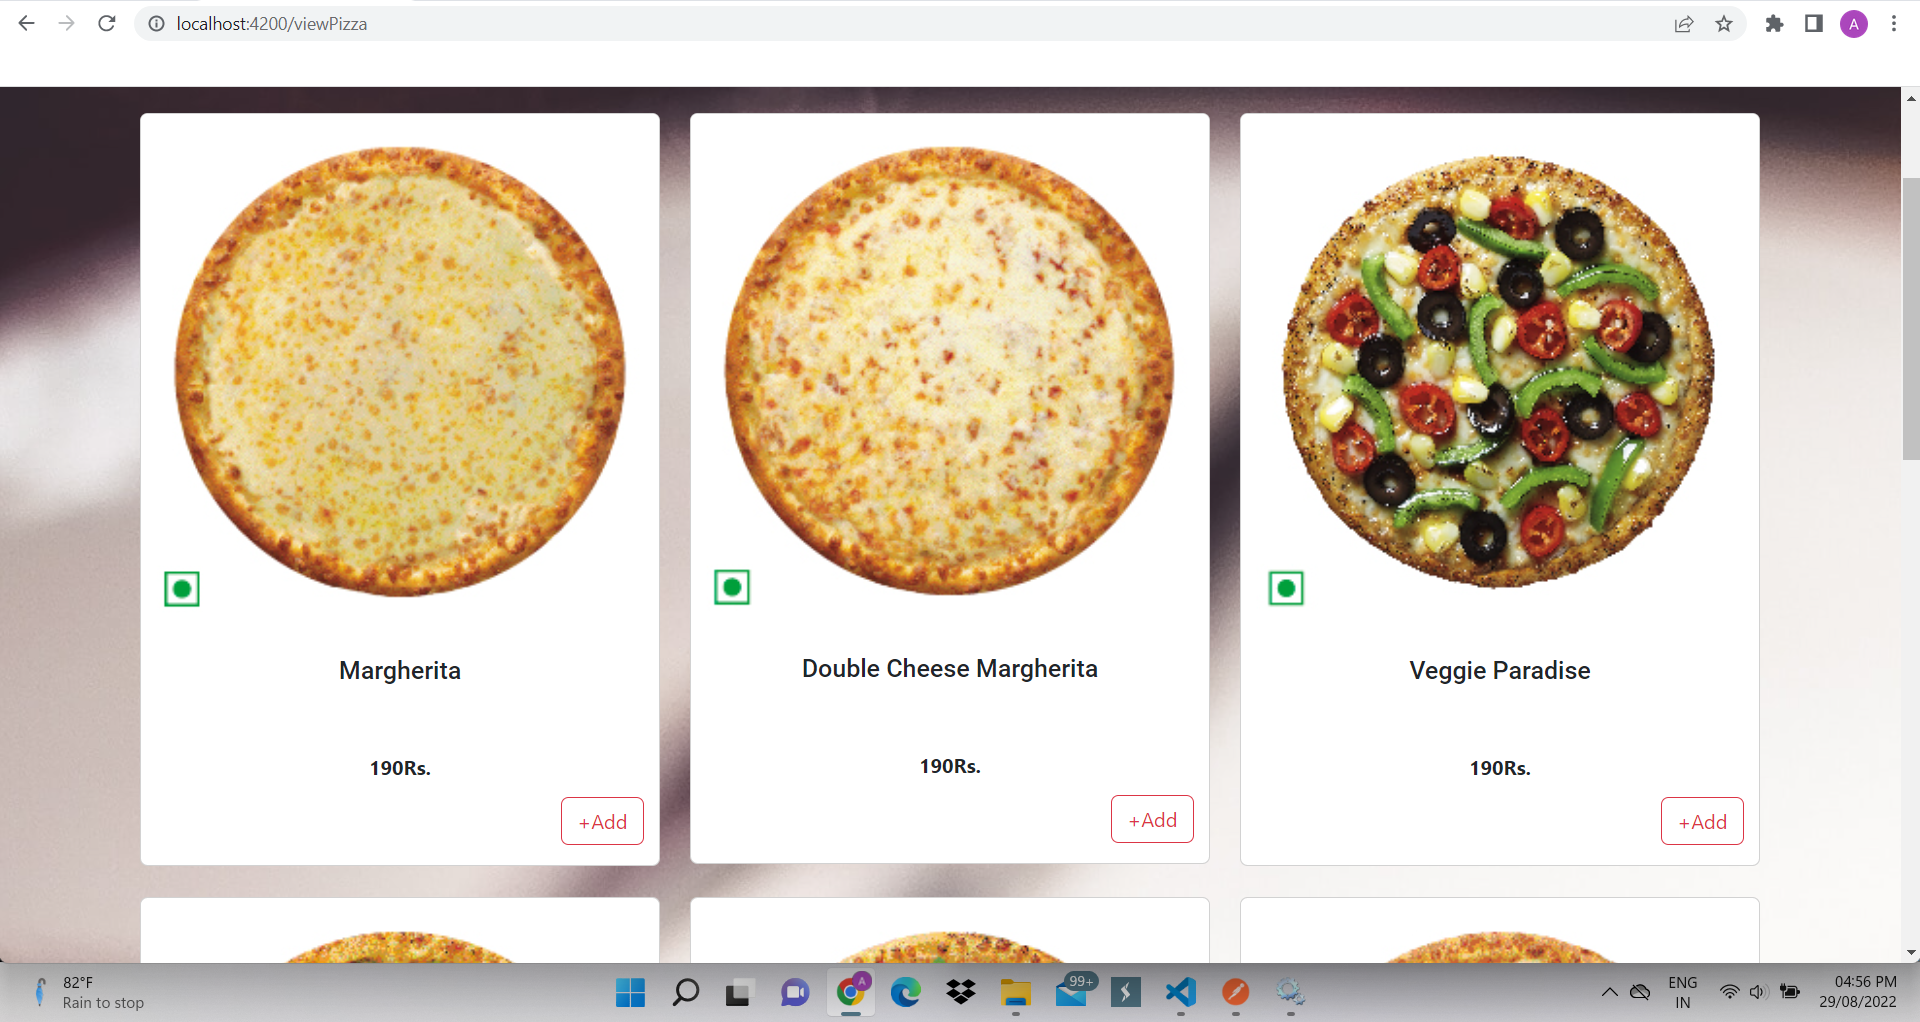 localhost:4200/viewPizza
A
Margherita
190Rs.
+Add
Double Cheese Margherita
190Rs.
+Add
Veggie Paradise
190Rs.
+Add
82°F
Rain to stop
A
99+
ENG
IN
04:56 PM
29/08/2022